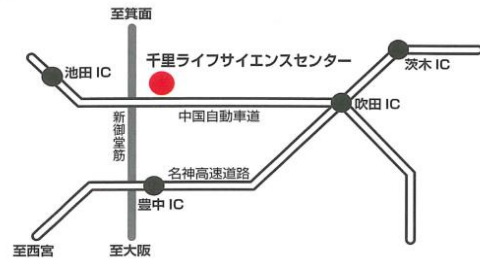 至箕面
千里ライフサイエンスセンター
池田 IC
茨木 IC
吹田 IC
中国自動車道
新御堂筋
名神高速道路
豊中 IC
至西宮
至大阪